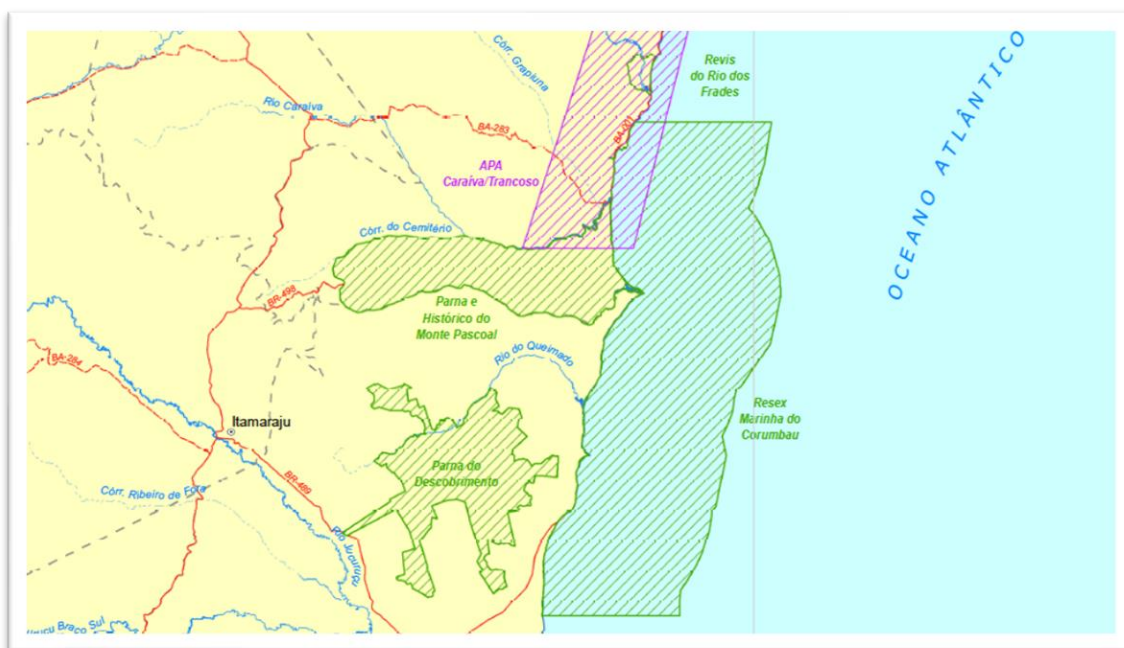 Córr. Grapiuna
Revis
do Rio dos
Frades
OCEANO ATLÂNTICO
Rio Caraíva
BA-283
BA-001
APA
Caraíva/Trancoso
Córr. do Cemitério
BR-498
Parna e
Histórico do
Monte Pascoal
Rio do Queimado
BA-284
Itamaraju
Resex
Marinha do
Corumbau
Parna do
Descobrimento
BR-489
Córr. Ribeiro de Fora
Rio Jucuruçu
Braço Sul